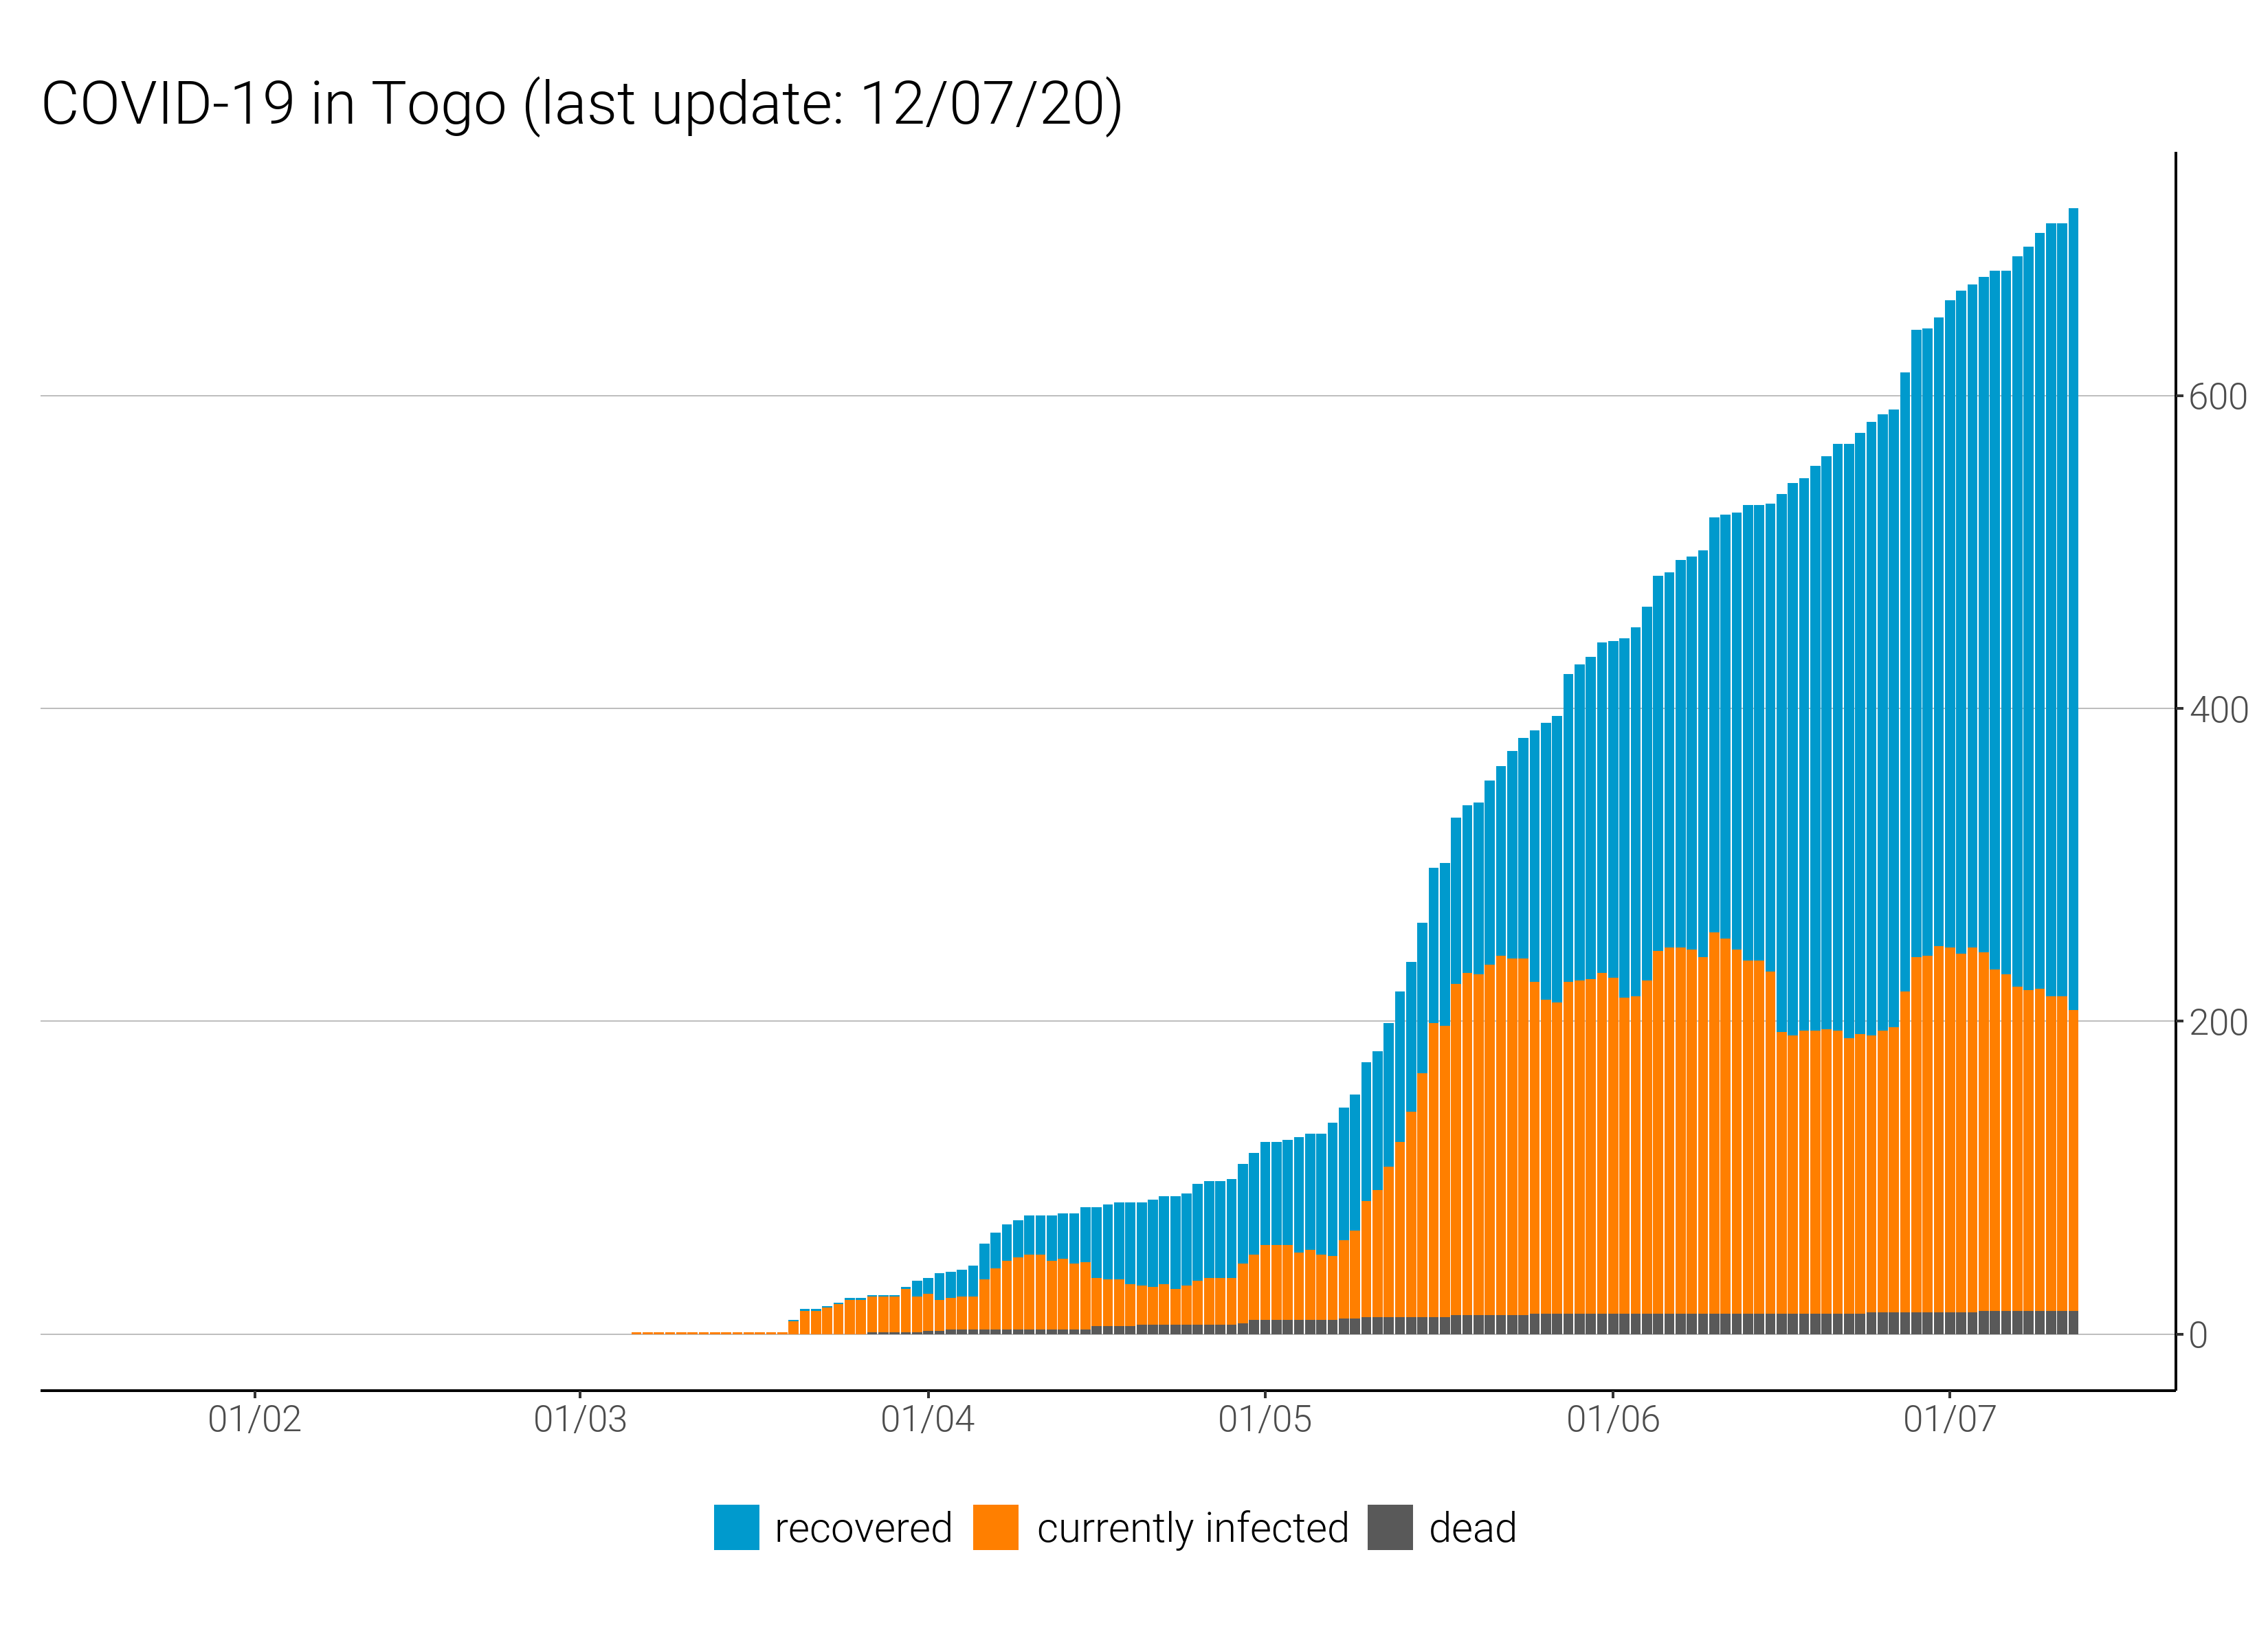 COVID-19 in Togo (last update: 12/07/20)
600
400
200
0
01/02 01/03 01/04 01/05 01/06 01/07
recovered currently infected dead